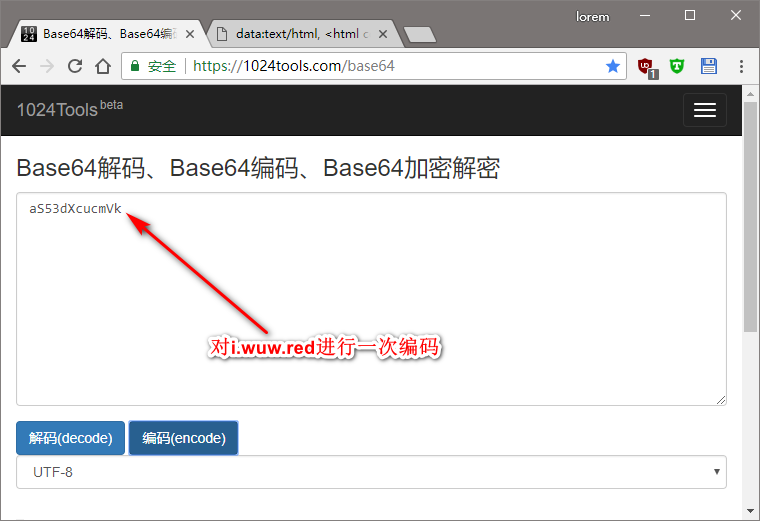 lorem
1024 Base64解码、Base64编码
data:text/html, <html c
安全 https://1024tools.com/base64
1
1024Tools beta
Base64解码、Base64编码、Base64加密解密
aS53dXcucmVk
对i.wuw.red进行一次编码
解码(decode) 编码(encode)
UTF-8